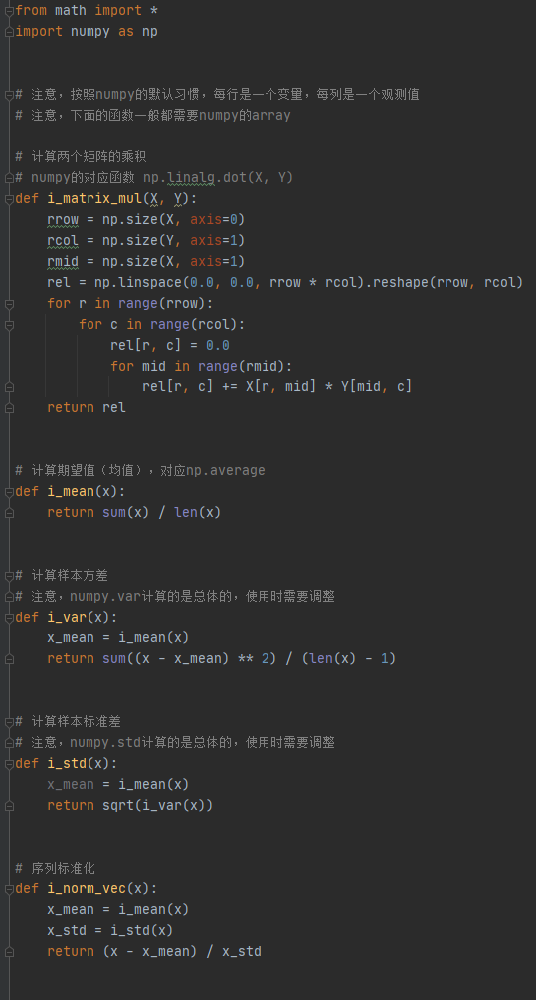 from math import *
import numpy as np
# 注意，按照numpy的默认习惯，每行是一个变量，每列是一个观测值
# 注意，下面的函数一般都需要numpy的array
# 计算两个矩阵的乘积
# numpy的对应函数 np.linalg.dot(X, Y)
def i_matrix_mul(X, Y):
    rrow = np.size(X, axis=0)
    rcol = np.size(Y, axis=1)
    rmid = np.size(X, axis=1)
    rel = np.linspace(0.0, 0.0, rrow * rcol).reshape(rrow, rcol)
    for r in range(rrow):
        for c in range(rcol):
            rel[r, c] = 0.0
            for mid in range(rmid):
                rel[r, c] += X[r, mid] * Y[mid, c]
    return rel
# 计算期望值（均值），对应np.average
def i_mean(x):
    return sum(x) / len(x)
# 计算样本方差
# 注意，numpy.var计算的是总体的，使用时需要调整
def i_var(x):
    x_mean = i_mean(x)
    return sum((x - x_mean) ** 2) / (len(x) - 1)
# 计算样本标准差
# 注意，numpy.std计算的是总体的，使用时需要调整
def i_std(x):
    x_mean = i_mean(x)
    return sqrt(i_var(x))
# 序列标准化
def i_norm_vec(x):
    x_mean = i_mean(x)
    x_std = i_std(x)
    return (x - x_mean) / x_std